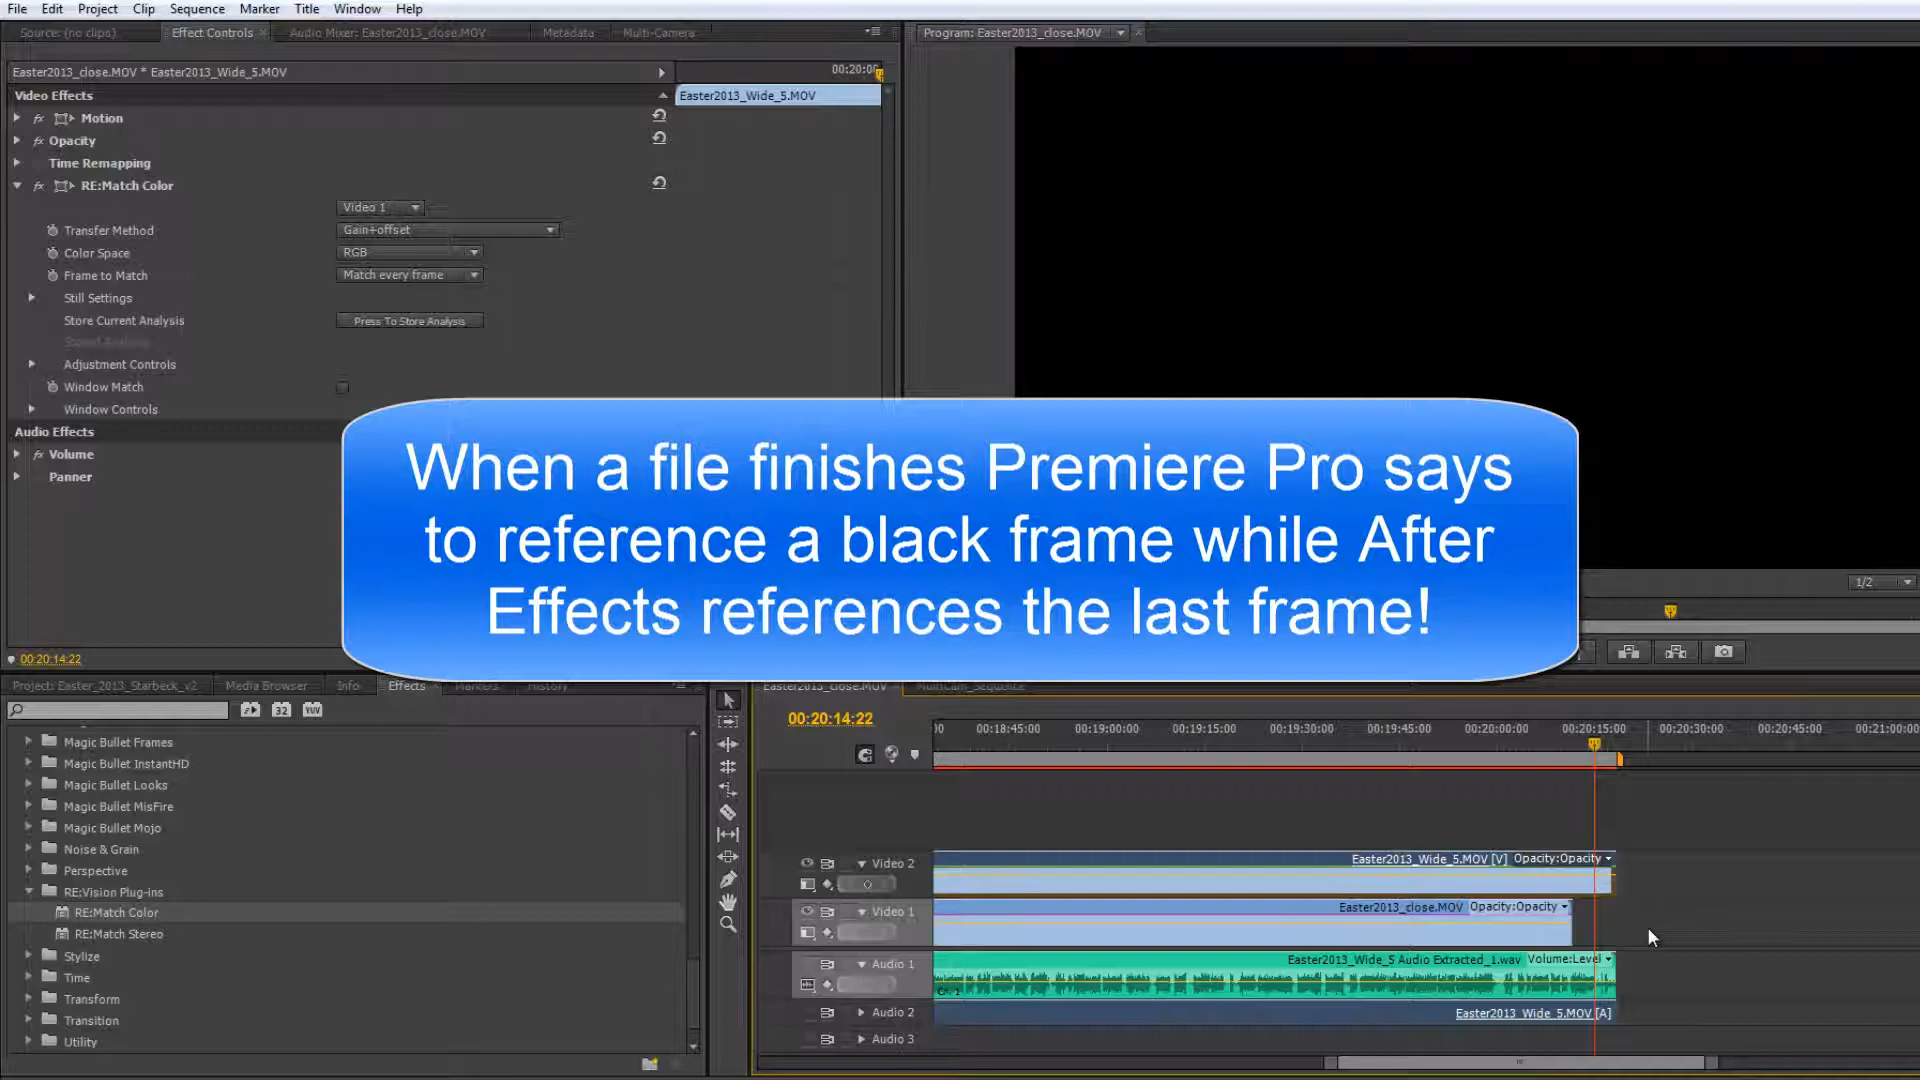 File Edit Project Clip Sequence Marker Title Window Help
Source: (no clips) Effect Controls Audio Mixer: Easter2013_close.MOV Metadata Multi-Camera
Program: Easter2013_close.MOV
Easter2013_close.MOV * Easter2013_Wide_5.MOV
00:20:00
Video Effects
Easter2013_Wide_5.MOV
fx Motion
fx Opacity
Time Remapping
fx RE:Match Color
Video 1
Transfer Method Gain+offset
Color Space RGB
Frame to Match Match every frame
Still Settings
Store Current Analysis Press To Store Analysis
Adjustment Controls
Window Match
Window Controls
Audio Effects
fx Volume
Panner
When a file finishes Premiere Pro says
to reference a black frame while After
Effects references the last frame!
1/2
00:20:14:22
Project: Easter_2013_Starbeck_v2 Media Browser Info Effects Markers History
Easter2013_close.MOV MultiCam_Sequence
32 YUV
00:20:14:22
00:18:45:00 00:19:00:00 00:19:15:00 00:19:30:00 00:19:45:00 00:20:00:00 00:20:15:00 00:20:30:00 00:20:45:00 00:21:00:00
Magic Bullet Frames
Magic Bullet InstantHD
Magic Bullet Looks
Magic Bullet MisFire
Magic Bullet Mojo
Noise & Grain
Perspective
RE:Vision Plug-ins
RE:Match Color
RE:Match Stereo
Stylize
Time
Transform
Transition
Utility
Video 2
Easter2013_Wide_5.MOV [V] Opacity:Opacity
Video 1
Easter2013_close.MOV Opacity:Opacity
Audio 1
Easter2013_Wide_5 Audio Extracted_1.wav Volume:Level
Audio 2
Easter2013_Wide_5.MOV [A]
Audio 3